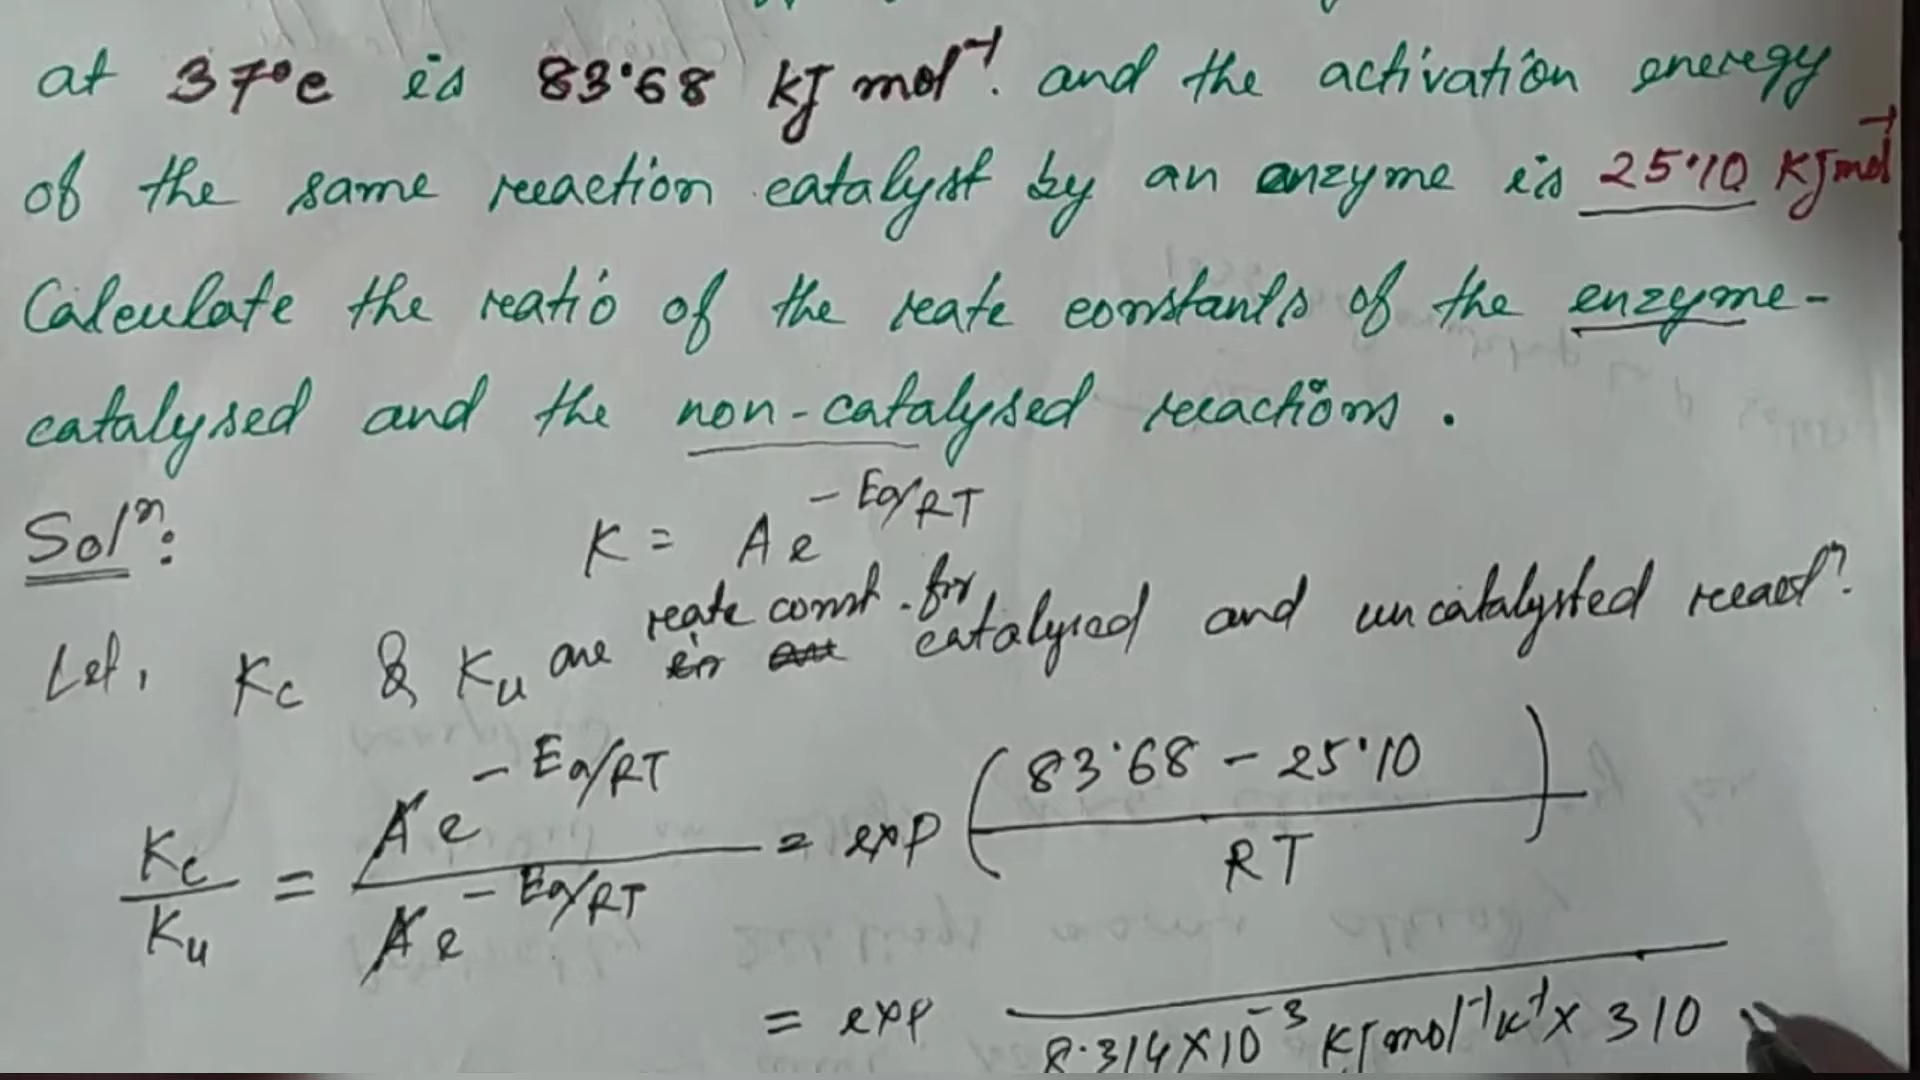 at 37°c is 83.68 kJ mol⁻¹. and the activation energy
of the same reaction catalyst by an enzyme is 25.10 KJ mol⁻¹
Calculate the ratio of the rate constants of the enzyme-
catalysed and the non-catalysed reactions.
Solⁿ:
K = A e^(-Ea/RT)
Let, Kc & Ku are rate const. for catalysed and uncatalysted reactⁿ.
Kc/Ku = A e^(-Ea/RT) / A e^(-Ea/RT) = exp ( (83.68 - 25.10) / RT )
= exp / 8.314 × 10⁻³ KJ mol⁻¹ K⁻¹ × 310